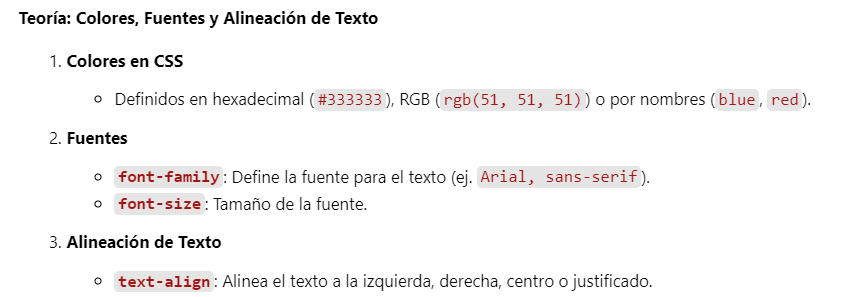 Teoría: Colores, Fuentes y Alineación de Texto
1. Colores en CSS
Definidos en hexadecimal (#333333), RGB (rgb(51, 51, 51)) o por nombres (blue, red).
2. Fuentes
font-family: Define la fuente para el texto (ej. Arial, sans-serif).
font-size: Tamaño de la fuente.
3. Alineación de Texto
text-align: Alinea el texto a la izquierda, derecha, centro o justificado.